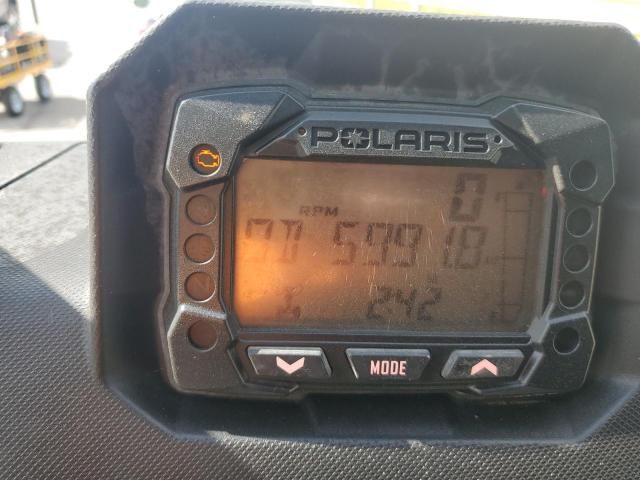 POLARIS
0
RPM
5991.8
242
MODE